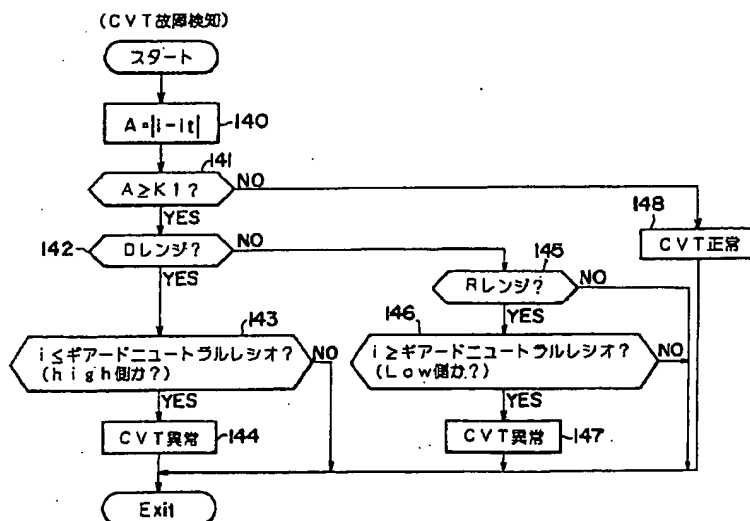 (CVT故障検知)
スタート
A=|i-it|
140
141
A≥K1?
NO
YES
148
CVT正常
142
Dレンジ?
NO
YES
145
Rレンジ?
NO
YES
143
i≤ギアードニュートラルレシオ?
(high側か?)
NO
YES
146
i≥ギアードニュートラルレシオ?
(Low側か?)
NO
YES
CVT異常
144
CVT異常
147
Exit